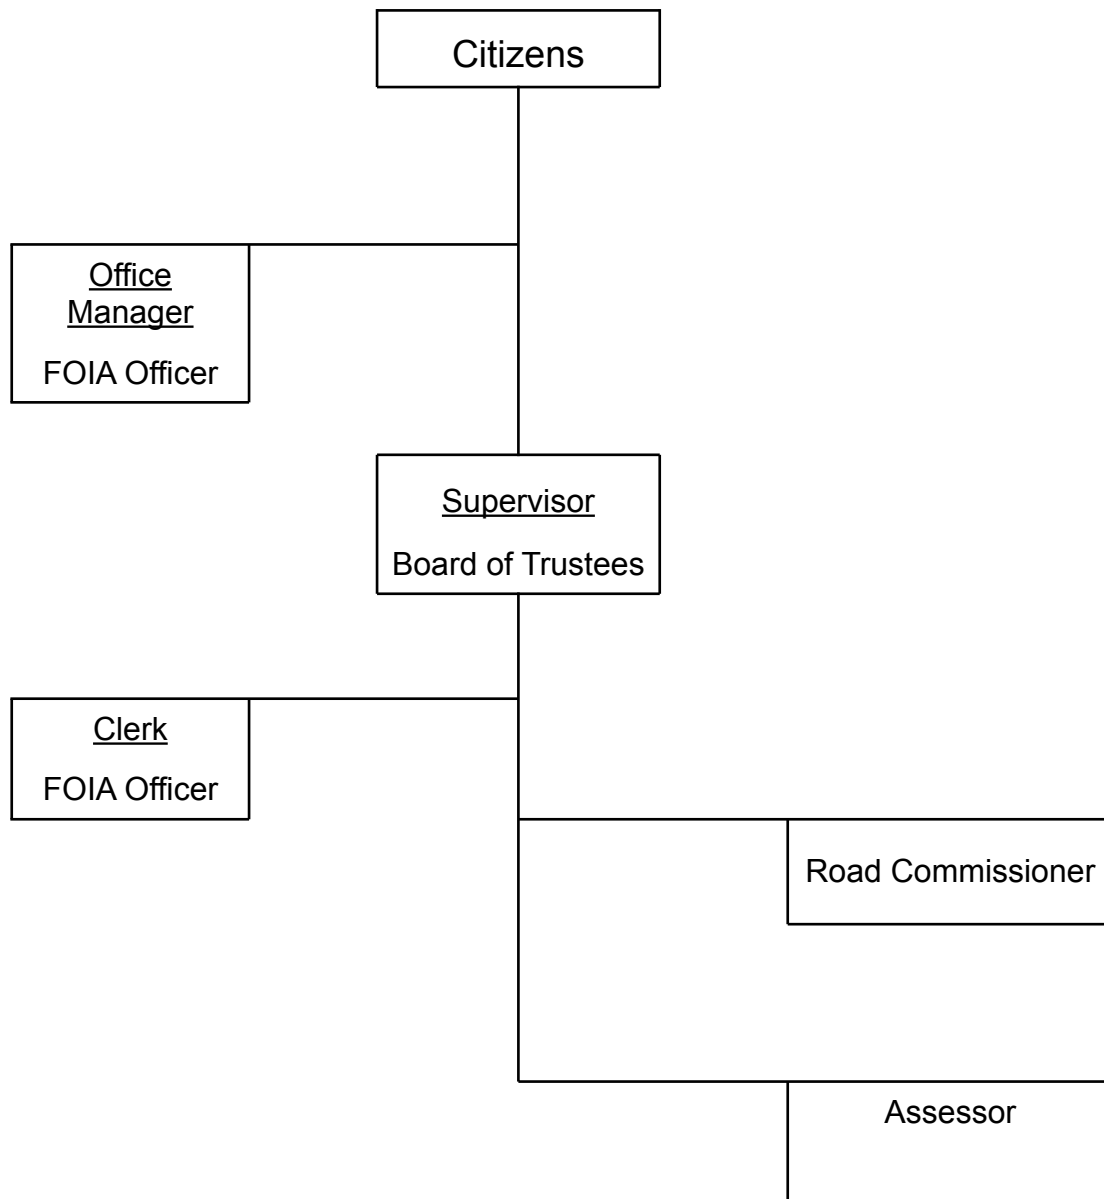 Citizens
Office
Manager
FOIA Officer
Supervisor
Board of Trustees
Clerk
FOIA Officer
Road Commissioner
Assessor